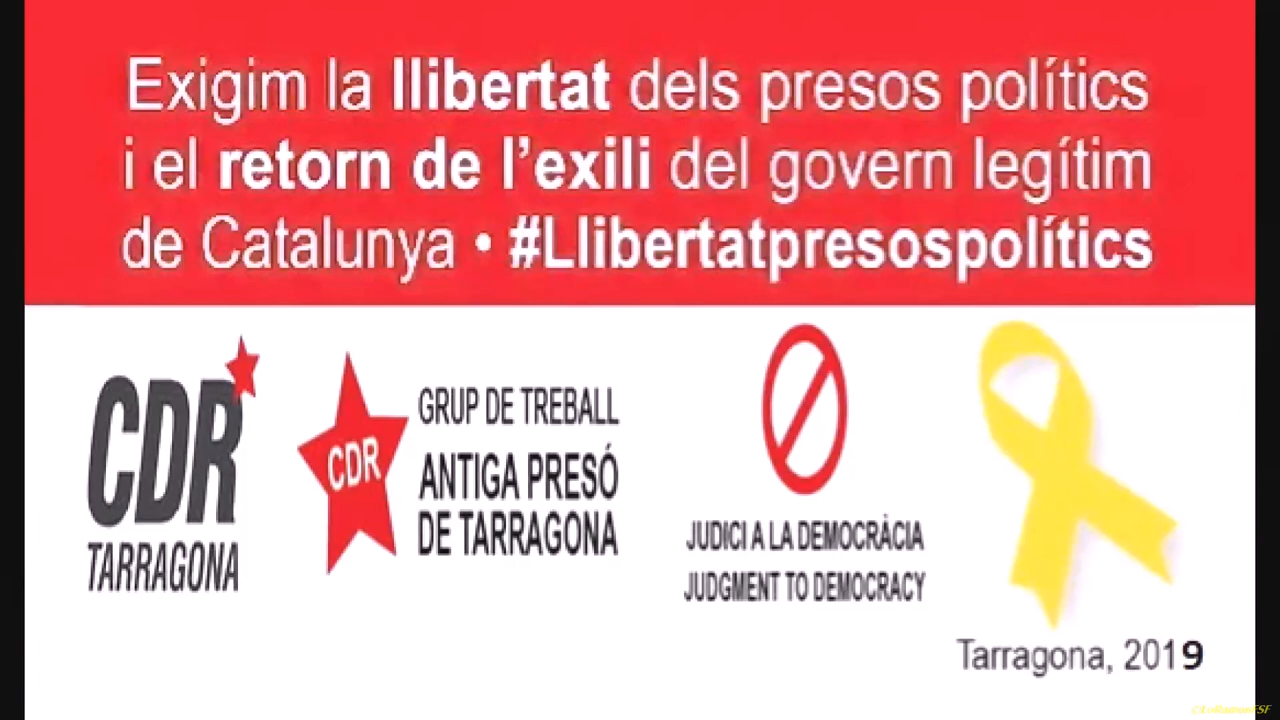 Exigim la llibertat dels presos polítics
i el retorn de l'exili del govern legítim
de Catalunya • #Llibertatpresospolítics
CDR
TARRAGONA
CDR
GRUP DE TREBALL
ANTIGA PRESÓ
DE TARRAGONA
JUDICI A LA DEMOCRÀCIA
JUDGMENT TO DEMOCRACY
Tarragona, 2019